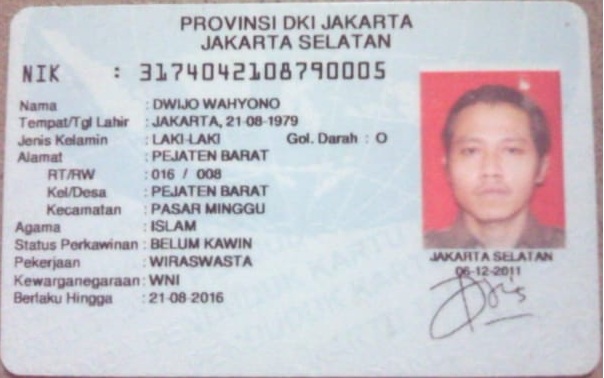 PROVINSI DKI JAKARTA
JAKARTA SELATAN
NIK : 3174042108790005
Nama : DWIJO WAHYONO
Tempat/Tgl Lahir : JAKARTA, 21-08-1979
Jenis Kelamin : LAKI-LAKI Gol. Darah : O
Alamat : PEJATEN BARAT
RT/RW : 016 / 008
Kel/Desa : PEJATEN BARAT
Kecamatan : PASAR MINGGU
Agama : ISLAM
Status Perkawinan : BELUM KAWIN
Pekerjaan : WIRASWASTA
Kewarganegaraan : WNI
Berlaku Hingga : 21-08-2016
JAKARTA SELATAN
06-12-2011